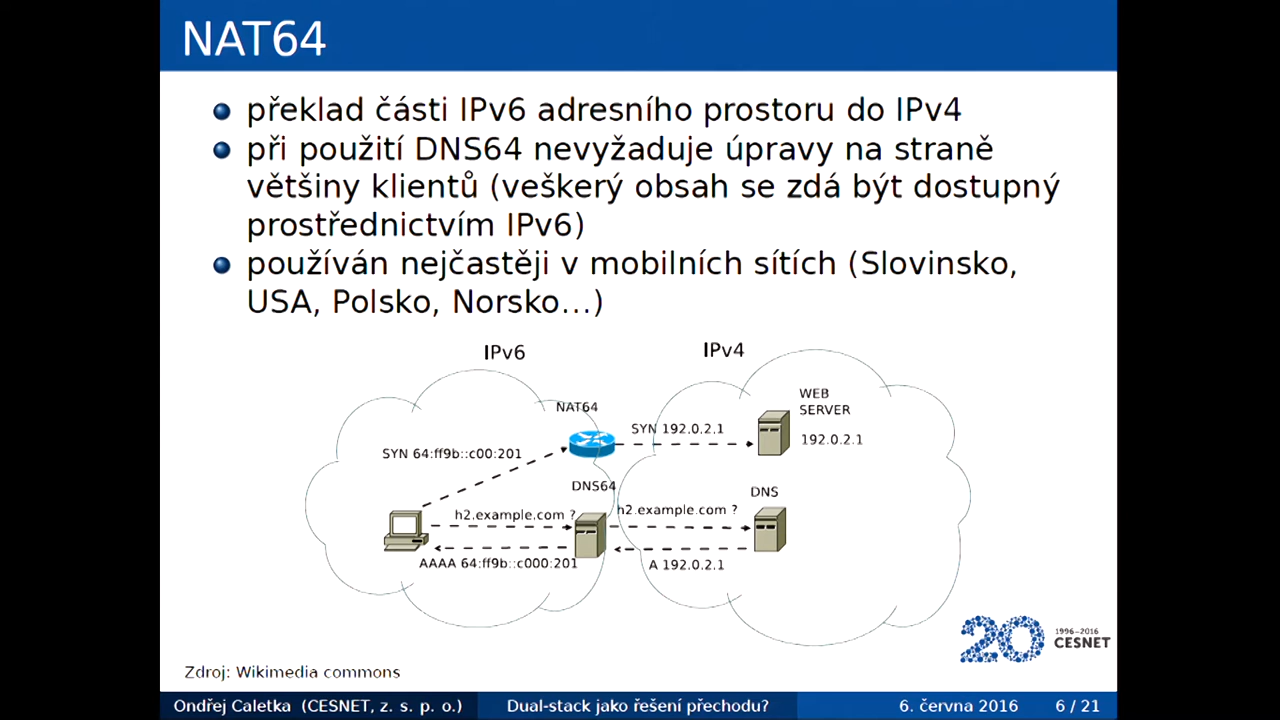 NAT64
překlad části IPv6 adresního prostoru do IPv4
při použití DNS64 nevyžaduje úpravy na straně
většiny klientů (veškerý obsah se zdá být dostupný
prostřednictvím IPv6)
používán nejčastěji v mobilních sítích (Slovinsko,
USA, Polsko, Norsko...)
IPv6
IPv4
NAT64
WEB
SERVER
192.0.2.1
SYN 192.0.2.1
SYN 64:ff9b::c00:201
DNS64
DNS
h2.example.com ?
h2.example.com ?
AAAA 64:ff9b::c000:201
A 192.0.2.1
20
1996–2016
CESNET
Zdroj: Wikimedia commons
Ondřej Caletka (CESNET, z. s. p. o.)
Dual-stack jako řešení přechodu?
6. června 2016
6 / 21